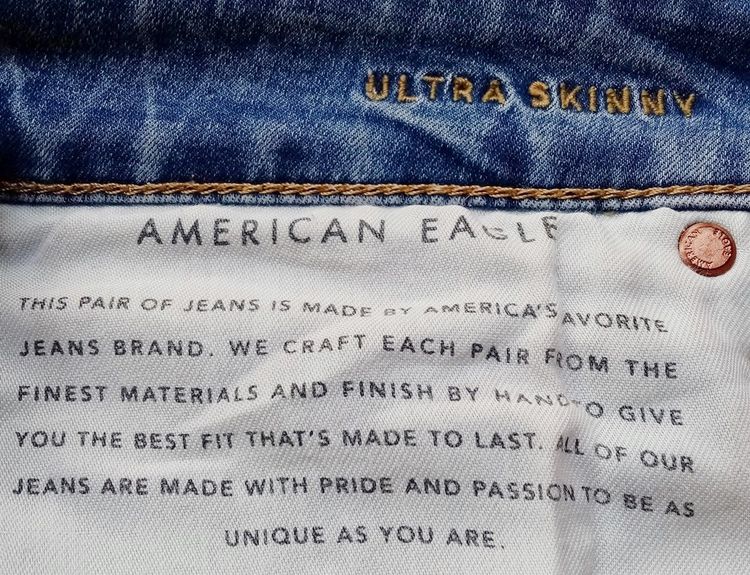 ULTRA SKINNY
AMERICAN EAGLE
THIS PAIR OF JEANS IS MADE BY AMERICA'S AVORITE
JEANS BRAND. WE CRAFT EACH PAIR FROM THE
FINEST MATERIALS AND FINISH BY HAND TO GIVE
YOU THE BEST FIT THAT'S MADE TO LAST. ALL OF OUR
JEANS ARE MADE WITH PRIDE AND PASSION TO BE AS
UNIQUE AS YOU ARE.